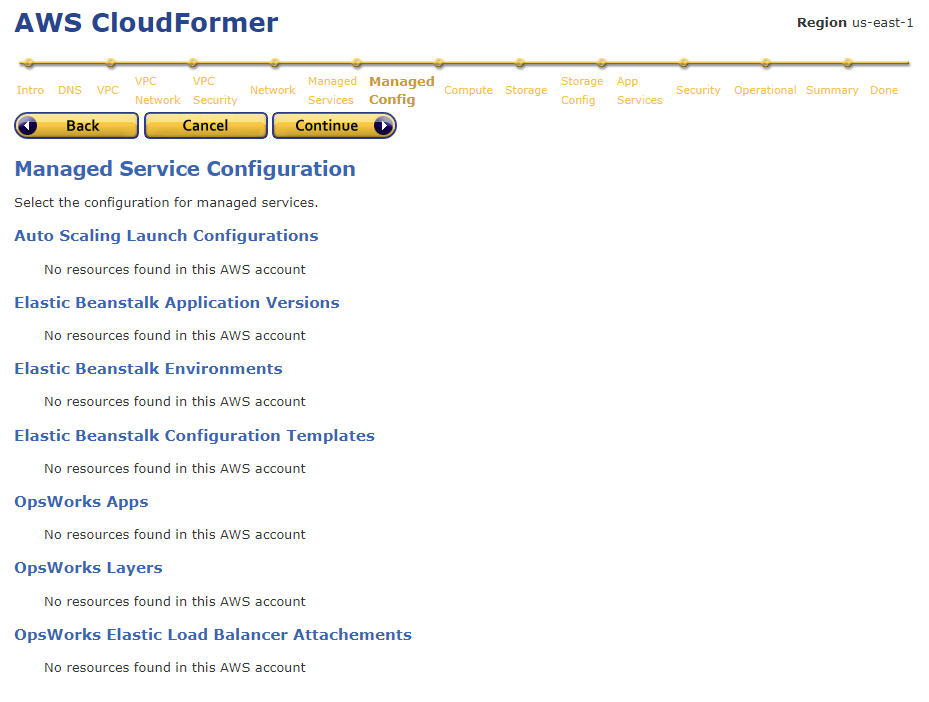 AWS CloudFormer
Region us-east-1
Intro
DNS
VPC
VPC
Network
VPC
Security
Network
Managed
Services
Managed
Config
Compute
Storage
Storage
Config
App
Services
Security
Operational
Summary
Done
Back
Cancel
Continue
Managed Service Configuration
Select the configuration for managed services.
Auto Scaling Launch Configurations
No resources found in this AWS account
Elastic Beanstalk Application Versions
No resources found in this AWS account
Elastic Beanstalk Environments
No resources found in this AWS account
Elastic Beanstalk Configuration Templates
No resources found in this AWS account
OpsWorks Apps
No resources found in this AWS account
OpsWorks Layers
No resources found in this AWS account
OpsWorks Elastic Load Balancer Attachements
No resources found in this AWS account